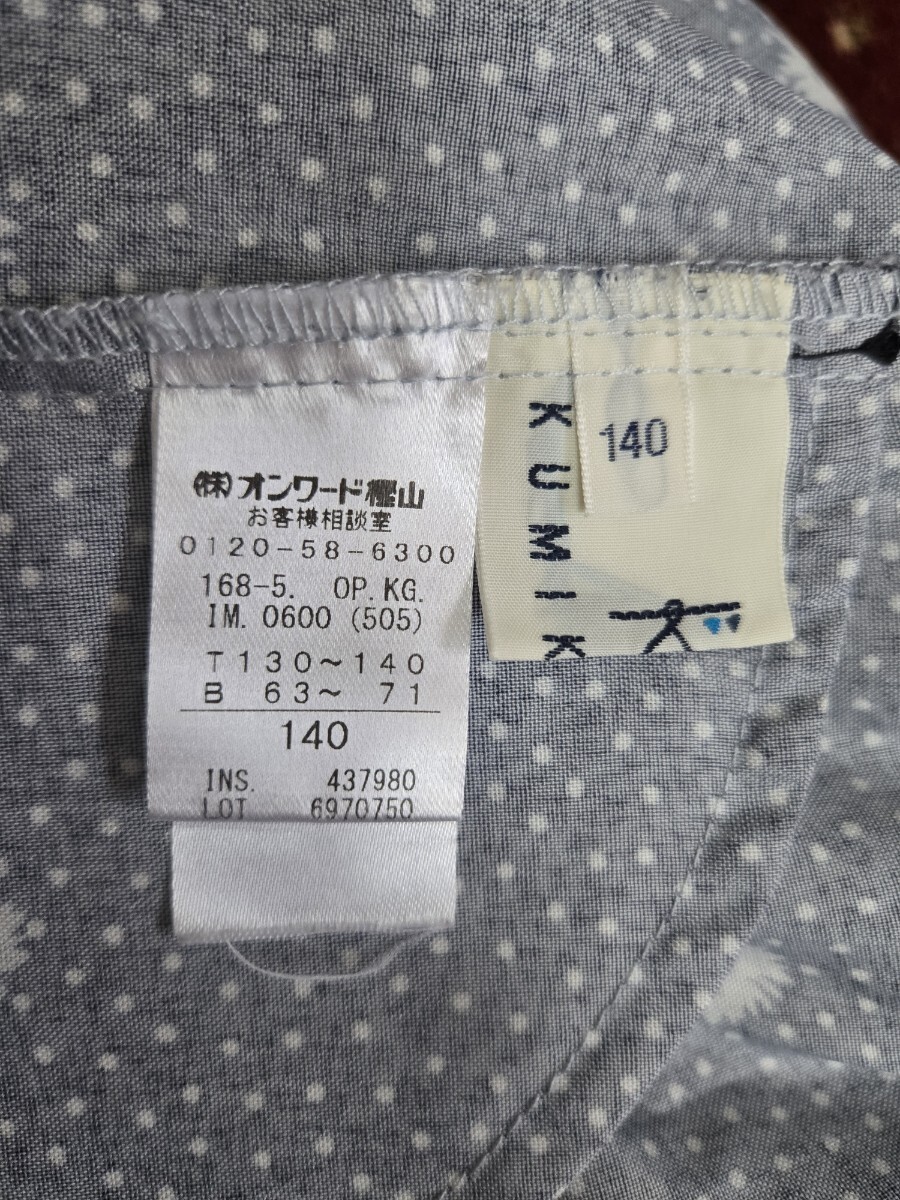 (株)オンワード樫山
お客様相談室
0120-58-6300
168-5. OP.KG.
IM. 0600 (505)
T130～140
B 63～ 71
140
INS. 437980
LOT 6970750
KUMIK
140